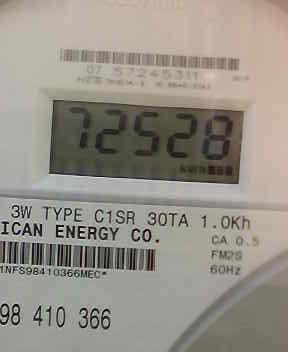 07 57245311
72528
3W TYPE C1SR 30TA 1.0Kh
ICAN ENERGY CO.
CA 0.5
FM2S
60Hz
1NFS98410366MEC*
98 410 366